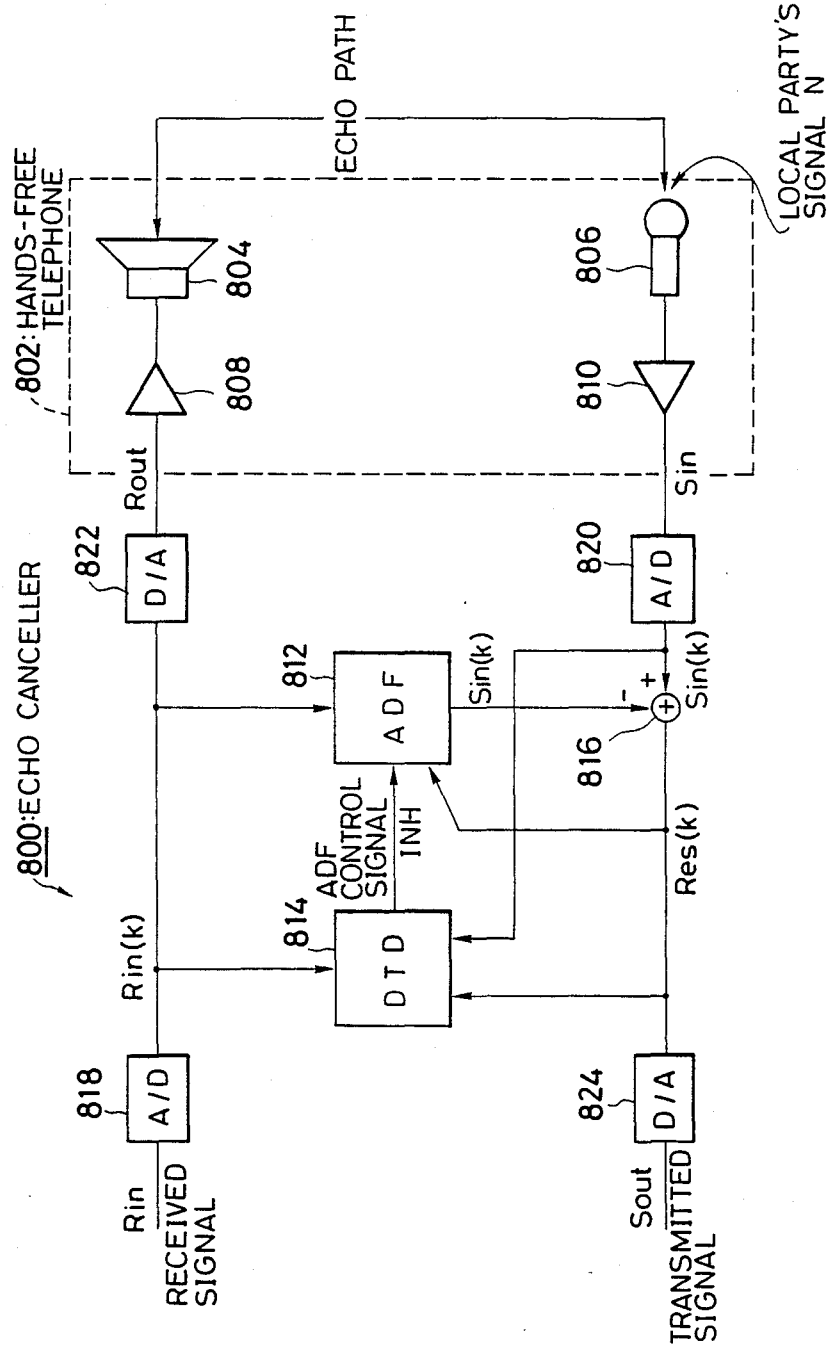 800:ECHO CANCELLER
802:HANDS-FREE
TELEPHONE
Rin
RECEIVED
SIGNAL
818
A/D
Rin(k)
822
D/A
Rout
808
804
ECHO PATH
814
DTD
ADF
CONTROL
SIGNAL
INH
812
ADF
Sin(k)
-
+
Sin(k)
816
+
Res(k)
Sout
TRANSMITTED
SIGNAL
824
D/A
820
A/D
Sin
810
806
LOCAL PARTY'S
SIGNAL N